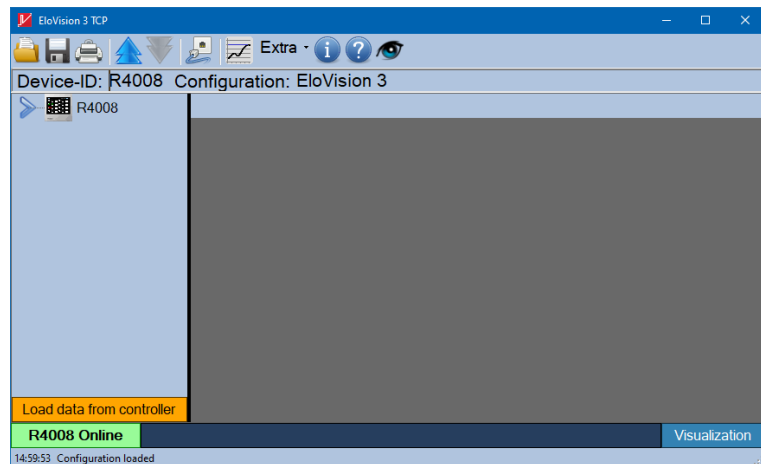 EloVision 3 TCP
Extra
Device-ID: R4008 Configuration: EloVision 3
R4008
Load data from controller
R4008 Online
Visualization
14:59:53 Configuration loaded